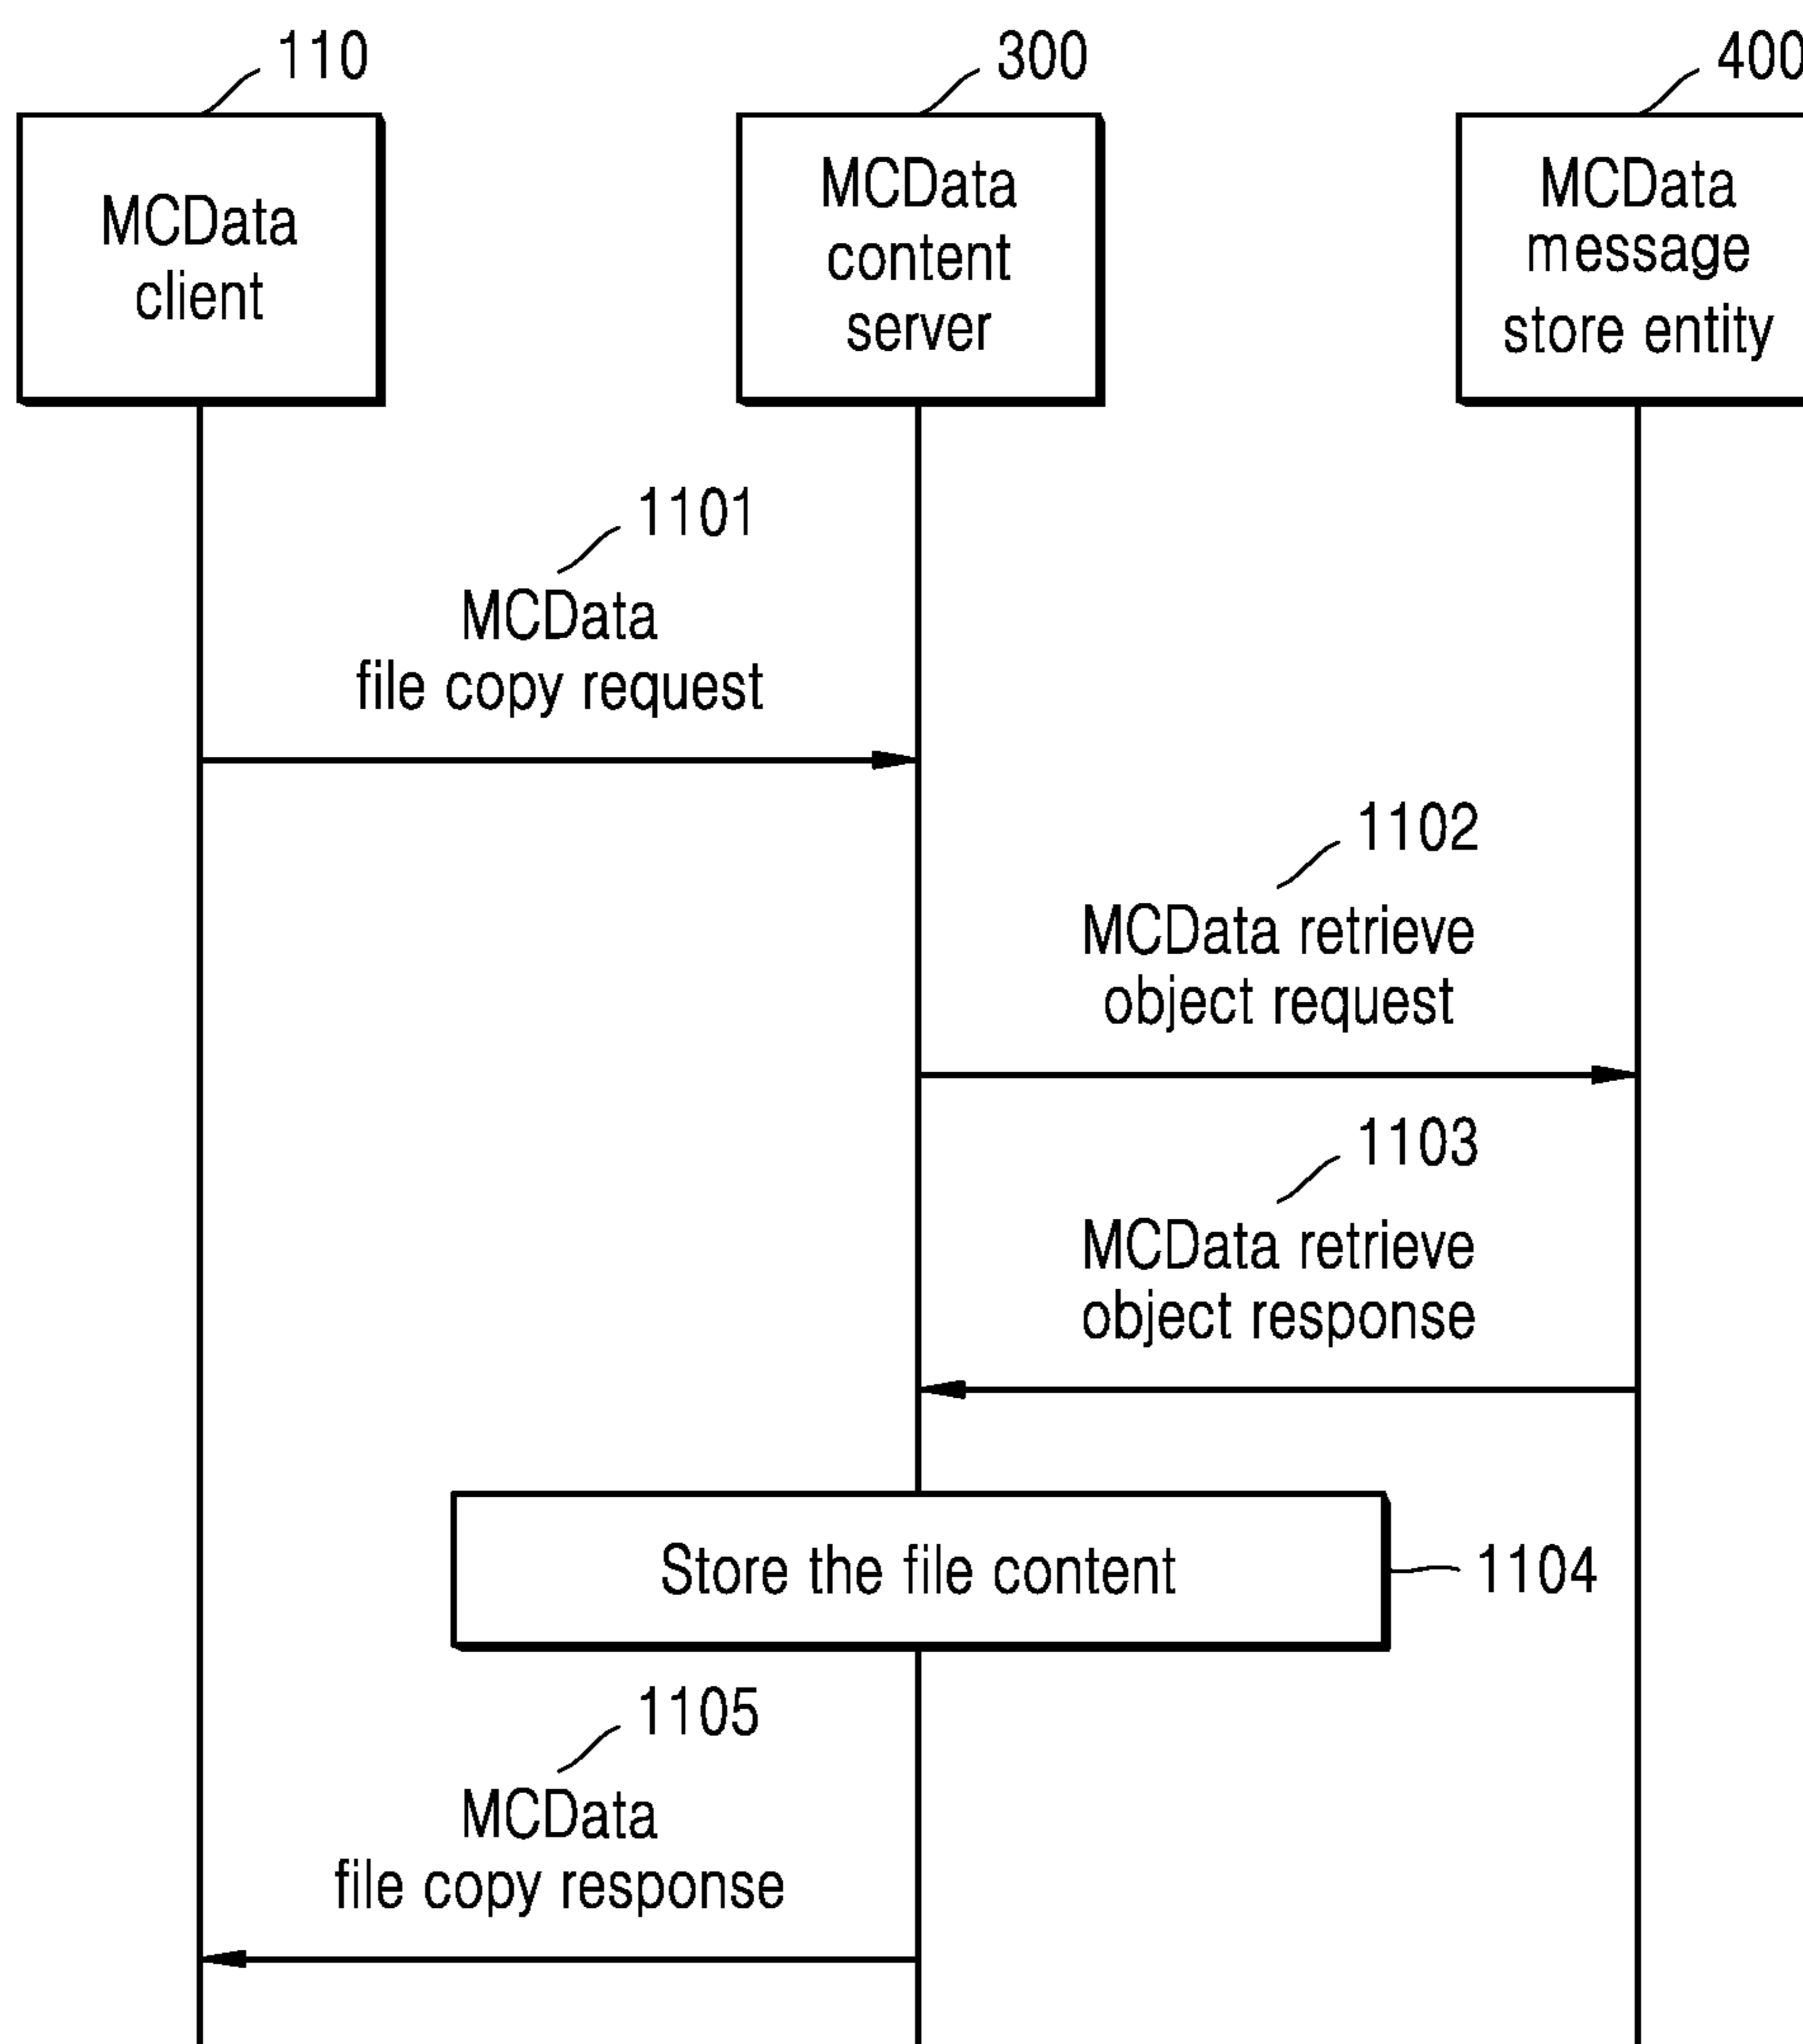 110
300
400
MCData
client
MCData
content
server
MCData
message
store entity
1101
MCData
file copy request
1102
MCData retrieve
object request
1103
MCData retrieve
object response
Store the file content
1104
1105
MCData
file copy response